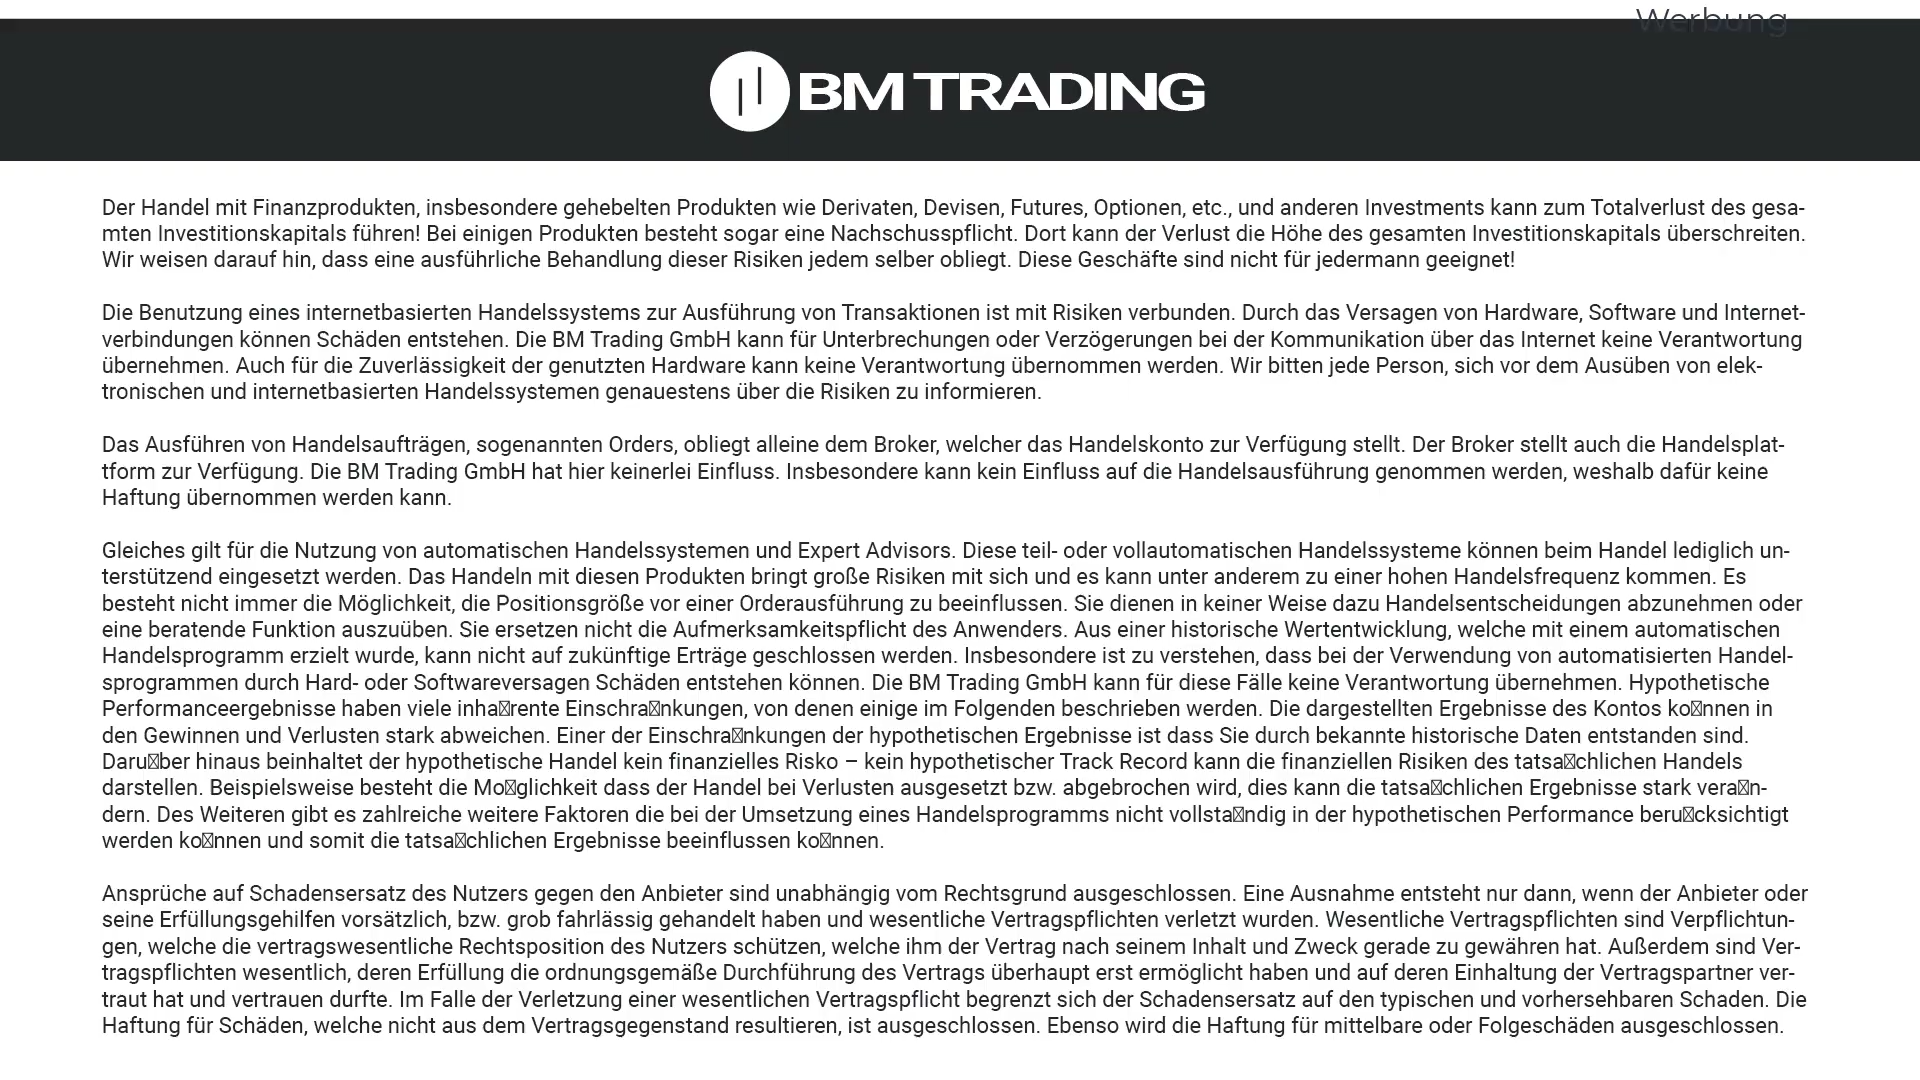 Werbung
BM TRADING
Der Handel mit Finanzprodukten, insbesondere gehebelten Produkten wie Derivaten, Devisen, Futures, Optionen, etc., und anderen Investments kann zum Totalverlust des gesa-
mten Investitionskapitals führen! Bei einigen Produkten besteht sogar eine Nachschusspflicht. Dort kann der Verlust die Höhe des gesamten Investitionskapitals überschreiten.
Wir weisen darauf hin, dass eine ausführliche Behandlung dieser Risiken jedem selber obliegt. Diese Geschäfte sind nicht für jedermann geeignet!
Die Benutzung eines internetbasierten Handelssystems zur Ausführung von Transaktionen ist mit Risiken verbunden. Durch das Versagen von Hardware, Software und Internet-
verbindungen können Schäden entstehen. Die BM Trading GmbH kann für Unterbrechungen oder Verzögerungen bei der Kommunikation über das Internet keine Verantwortung
übernehmen. Auch für die Zuverlässigkeit der genutzten Hardware kann keine Verantwortung übernommen werden. Wir bitten jede Person, sich vor dem Ausüben von elek-
tronischen und internetbasierten Handelssystemen genauestens über die Risiken zu informieren.
Das Ausführen von Handelsaufträgen, sogenannten Orders, obliegt alleine dem Broker, welcher das Handelskonto zur Verfügung stellt. Der Broker stellt auch die Handelsplat-
tform zur Verfügung. Die BM Trading GmbH hat hier keinerlei Einfluss. Insbesondere kann kein Einfluss auf die Handelsausführung genommen werden, weshalb dafür keine
Haftung übernommen werden kann.
Gleiches gilt für die Nutzung von automatischen Handelssystemen und Expert Advisors. Diese teil- oder vollautomatischen Handelssysteme können beim Handel lediglich un-
terstützend eingesetzt werden. Das Handeln mit diesen Produkten bringt große Risiken mit sich und es kann unter anderem zu einer hohen Handelsfrequenz kommen. Es
besteht nicht immer die Möglichkeit, die Positionsgröße vor einer Orderausführung zu beeinflussen. Sie dienen in keiner Weise dazu Handelsentscheidungen abzunehmen oder
eine beratende Funktion auszuüben. Sie ersetzen nicht die Aufmerksamkeitspflicht des Anwenders. Aus einer historische Wertentwicklung, welche mit einem automatischen
Handelsprogramm erzielt wurde, kann nicht auf zukünftige Erträge geschlossen werden. Insbesondere ist zu verstehen, dass bei der Verwendung von automatisierten Handel-
sprogrammen durch Hard- oder Softwareversagen Schäden entstehen können. Die BM Trading GmbH kann für diese Fälle keine Verantwortung übernehmen. Hypothetische
Performanceergebnisse haben viele inha☒rente Einschra☒nkungen, von denen einige im Folgenden beschrieben werden. Die dargestellten Ergebnisse des Kontos ko☒nnen in
den Gewinnen und Verlusten stark abweichen. Einer der Einschra☒nkungen der hypothetischen Ergebnisse ist dass Sie durch bekannte historische Daten entstanden sind.
Daru☒ber hinaus beinhaltet der hypothetische Handel kein finanzielles Risko – kein hypothetischer Track Record kann die finanziellen Risiken des tatsa☒chlichen Handels
darstellen. Beispielsweise besteht die Mo☒glichkeit dass der Handel bei Verlusten ausgesetzt bzw. abgebrochen wird, dies kann die tatsa☒chlichen Ergebnisse stark vera☒n-
dern. Des Weiteren gibt es zahlreiche weitere Faktoren die bei der Umsetzung eines Handelsprogramms nicht vollsta☒ndig in der hypothetischen Performance beru☒cksichtigt
werden ko☒nnen und somit die tatsa☒chlichen Ergebnisse beeinflussen ko☒nnen.
Ansprüche auf Schadensersatz des Nutzers gegen den Anbieter sind unabhängig vom Rechtsgrund ausgeschlossen. Eine Ausnahme entsteht nur dann, wenn der Anbieter oder
seine Erfüllungsgehilfen vorsätzlich, bzw. grob fahrlässig gehandelt haben und wesentliche Vertragspflichten verletzt wurden. Wesentliche Vertragspflichten sind Verpflichtun-
gen, welche die vertragswesentliche Rechtsposition des Nutzers schützen, welche ihm der Vertrag nach seinem Inhalt und Zweck gerade zu gewähren hat. Außerdem sind Ver-
tragspflichten wesentlich, deren Erfüllung die ordnungsgemäße Durchführung des Vertrags überhaupt erst ermöglicht haben und auf deren Einhaltung der Vertragspartner ver-
traut hat und vertrauen durfte. Im Falle der Verletzung einer wesentlichen Vertragspflicht begrenzt sich der Schadensersatz auf den typischen und vorhersehbaren Schaden. Die
Haftung für Schäden, welche nicht aus dem Vertragsgegenstand resultieren, ist ausgeschlossen. Ebenso wird die Haftung für mittelbare oder Folgeschäden ausgeschlossen.